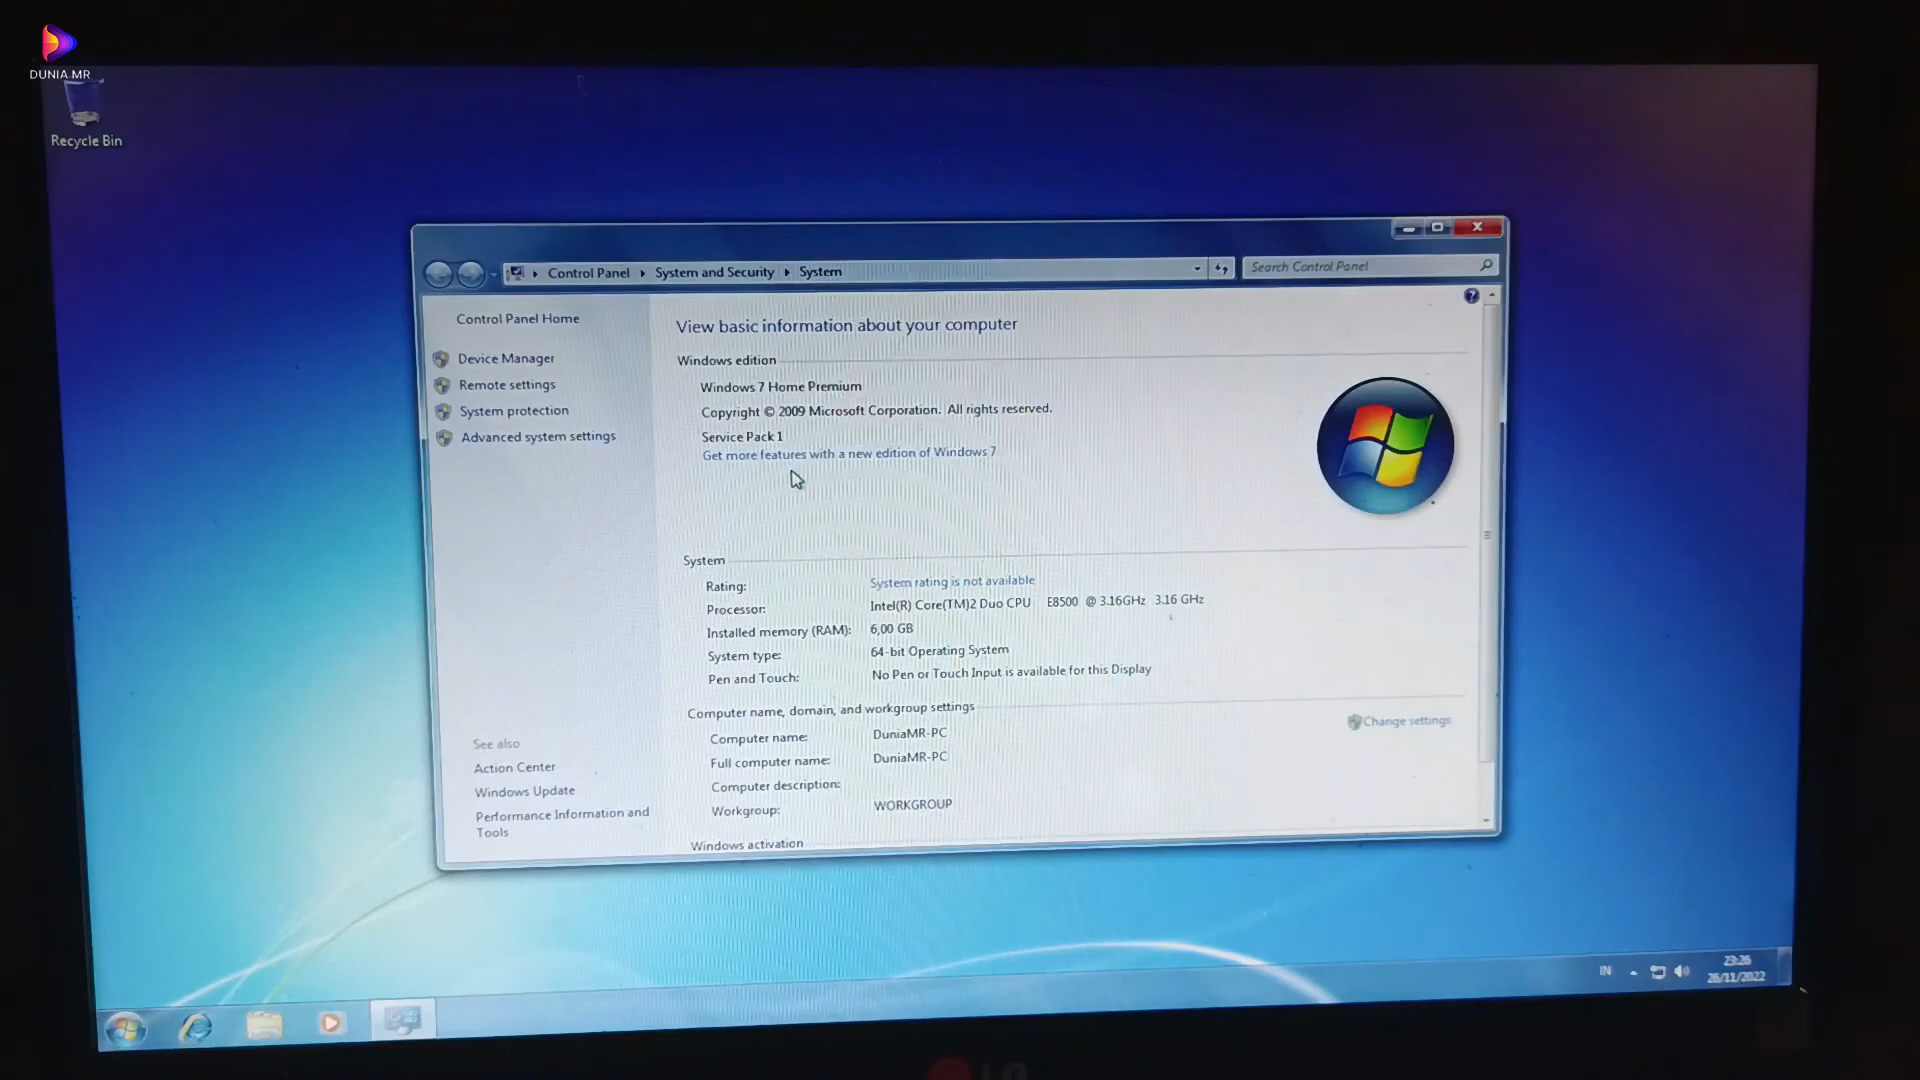 DUNIA MR
Recycle Bin
Control Panel System and Security System
Search Control Panel
Control Panel Home
Device Manager
Remote settings
System protection
Advanced system settings
See also
Action Center
Windows Update
Performance Information and
Tools
View basic information about your computer
Windows edition
Windows 7 Home Premium
Copyright © 2009 Microsoft Corporation. All rights reserved.
Service Pack 1
Get more features with a new edition of Windows 7
System
Rating: System rating is not available
Processor: Intel(R) Core(TM)2 Duo CPU E8500 @ 3.16GHz 3.16 GHz
Installed memory (RAM): 6,00 GB
System type: 64-bit Operating System
Pen and Touch: No Pen or Touch Input is available for this Display
Computer name, domain, and workgroup settings
Computer name: DuniaMR-PC
Change settings
Full computer name: DuniaMR-PC
Computer description:
Workgroup: WORKGROUP
Windows activation
IN
23:26
26/11/2022
LG